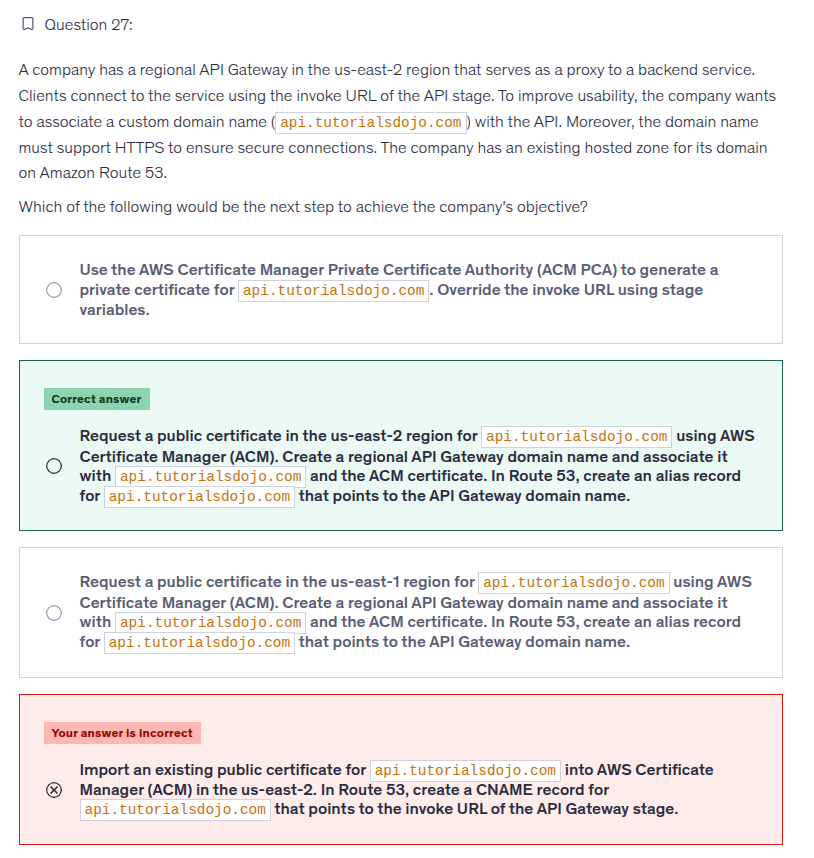 Question 27:
A company has a regional API Gateway in the us-east-2 region that serves as a proxy to a backend service.
Clients connect to the service using the invoke URL of the API stage. To improve usability, the company wants
to associate a custom domain name (api.tutorialsdojo.com) with the API. Moreover, the domain name
must support HTTPS to ensure secure connections. The company has an existing hosted zone for its domain
on Amazon Route 53.
Which of the following would be the next step to achieve the company's objective?
Use the AWS Certificate Manager Private Certificate Authority (ACM PCA) to generate a
private certificate for api.tutorialsdojo.com. Override the invoke URL using stage
variables.
Correct answer
Request a public certificate in the us-east-2 region for api.tutorialsdojo.com using AWS
Certificate Manager (ACM). Create a regional API Gateway domain name and associate it
with api.tutorialsdojo.com and the ACM certificate. In Route 53, create an alias record
for api.tutorialsdojo.com that points to the API Gateway domain name.
Request a public certificate in the us-east-1 region for api.tutorialsdojo.com using AWS
Certificate Manager (ACM). Create a regional API Gateway domain name and associate it
with api.tutorialsdojo.com and the ACM certificate. In Route 53, create an alias record
for api.tutorialsdojo.com that points to the API Gateway domain name.
Your answer is incorrect
Import an existing public certificate for api.tutorialsdojo.com into AWS Certificate
Manager (ACM) in the us-east-2. In Route 53, create a CNAME record for
api.tutorialsdojo.com that points to the invoke URL of the API Gateway stage.